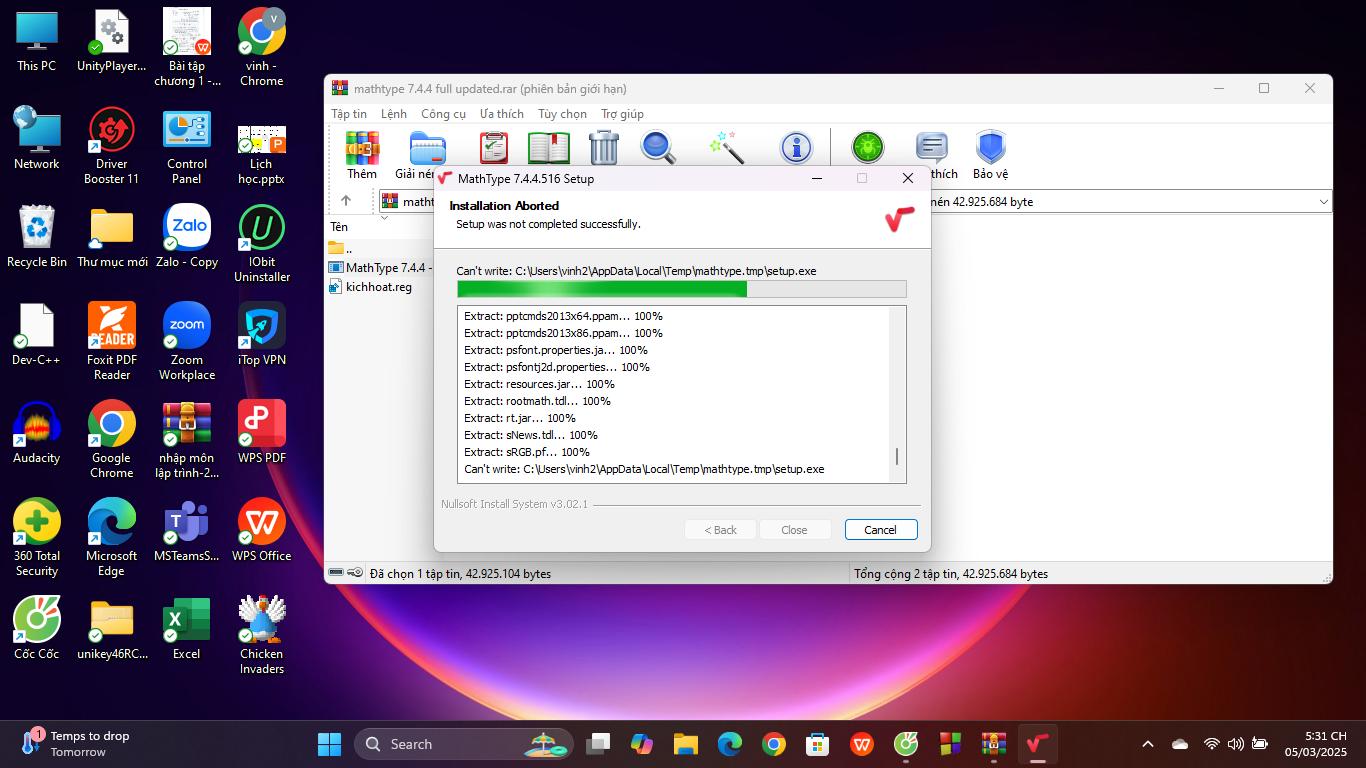 This PC
UnityPlayer...
Bài tập
chương 1 -...
vinh -
Chrome
V
Network
Driver
Booster 11
Control
Panel
Lịch
học.pptx
Recycle Bin
Thư mục mới
Zalo
Zalo - Copy
IObit
Uninstaller
Dev-C++
READER
Foxit PDF
Reader
zoom
Zoom
Workplace
iTop VPN
Audacity
Google
Chrome
nhập môn
lập trình-2...
WPS PDF
360 Total
Security
Microsoft
Edge
MSTeamsS...
WPS Office
Cốc Cốc
unikey46RC...
Excel
Chicken
Invaders
mathtype 7.4.4 full updated.rar (phiên bản giới hạn)
Tập tin Lệnh Công cụ Ưa thích Tùy chọn Trợ giúp
Thêm
Bảo vệ
nén 42.925.684 byte
Tên
..
MathType 7.4.4 -
kichhoat.reg
MathType 7.4.4.516 Setup
Installation Aborted
Setup was not completed successfully.
Can't write: C:\Users\vinh2\AppData\Local\Temp\mathtype.tmp\setup.exe
Extract: pptcmds2013x64.ppam... 100%
Extract: pptcmds2013x86.ppam... 100%
Extract: psfont.properties.ja... 100%
Extract: psfontj2d.properties... 100%
Extract: resources.jar... 100%
Extract: rootmath.tdl... 100%
Extract: rt.jar... 100%
Extract: sNews.tdl... 100%
Extract: sRGB.pf... 100%
Can't write: C:\Users\vinh2\AppData\Local\Temp\mathtype.tmp\setup.exe
Nullsoft Install System v3.02.1
< Back Close Cancel
Đã chọn 1 tập tin, 42.925.104 bytes
Tổng cộng 2 tập tin, 42.925.684 bytes
1
Temps to drop
Tomorrow
Search
5:31 CH
05/03/2025